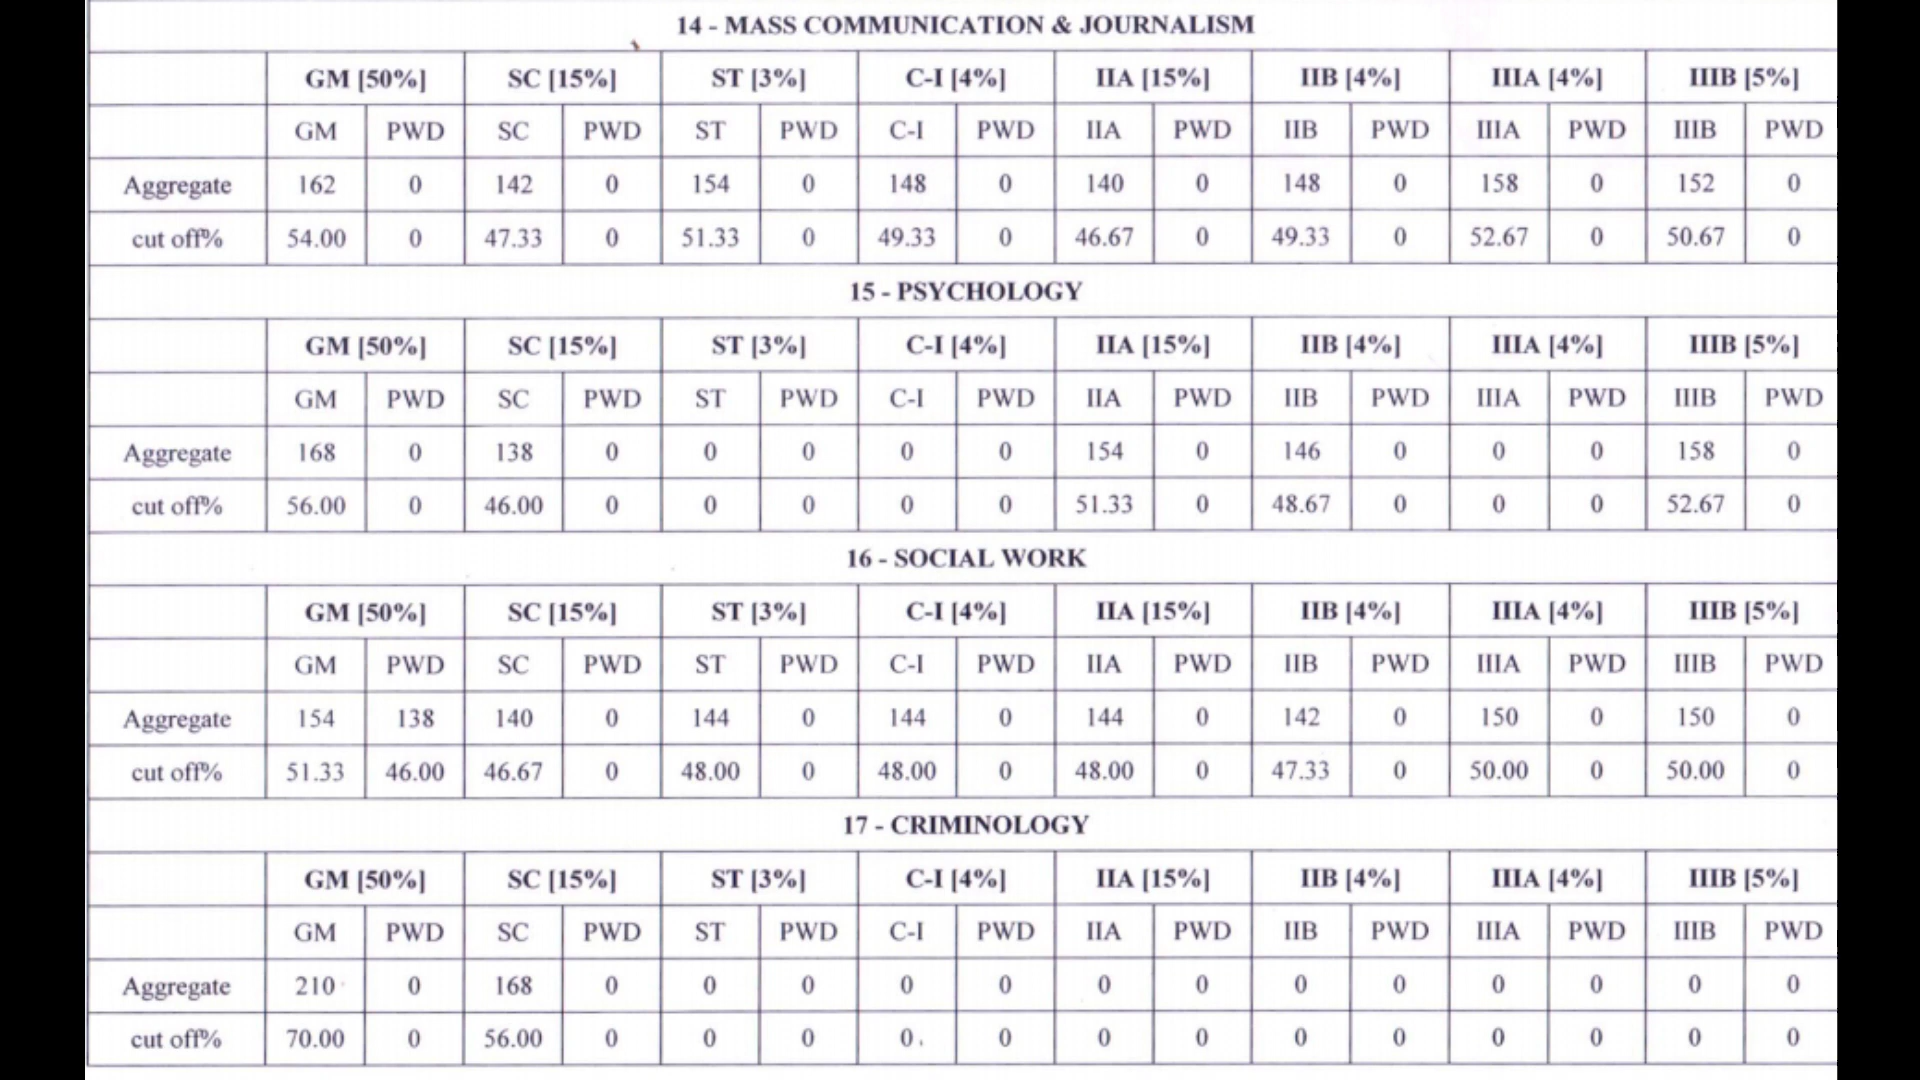 14 - MASS COMMUNICATION & JOURNALISM
GM [50%] SC [15%] ST [3%] C-I [4%] IIA [15%] IIB [4%] IIIA [4%] IIIB [5%]
GM PWD SC PWD ST PWD C-I PWD IIA PWD IIB PWD IIIA PWD IIIB PWD
Aggregate 162 0 142 0 154 0 148 0 140 0 148 0 158 0 152 0
cut off% 54.00 0 47.33 0 51.33 0 49.33 0 46.67 0 49.33 0 52.67 0 50.67 0
15 - PSYCHOLOGY
GM [50%] SC [15%] ST [3%] C-I [4%] IIA [15%] IIB [4%] IIIA [4%] IIIB [5%]
GM PWD SC PWD ST PWD C-I PWD IIA PWD IIB PWD IIIA PWD IIIB PWD
Aggregate 168 0 138 0 0 0 0 0 154 0 146 0 0 0 158 0
cut off% 56.00 0 46.00 0 0 0 0 0 51.33 0 48.67 0 0 0 52.67 0
16 - SOCIAL WORK
GM [50%] SC [15%] ST [3%] C-I [4%] IIA [15%] IIB [4%] IIIA [4%] IIIB [5%]
GM PWD SC PWD ST PWD C-I PWD IIA PWD IIB PWD IIIA PWD IIIB PWD
Aggregate 154 138 140 0 144 0 144 0 144 0 142 0 150 0 150 0
cut off% 51.33 46.00 46.67 0 48.00 0 48.00 0 48.00 0 47.33 0 50.00 0 50.00 0
17 - CRIMINOLOGY
GM [50%] SC [15%] ST [3%] C-I [4%] IIA [15%] IIB [4%] IIIA [4%] IIIB [5%]
GM PWD SC PWD ST PWD C-I PWD IIA PWD IIB PWD IIIA PWD IIIB PWD
Aggregate 210 0 168 0 0 0 0 0 0 0 0 0 0 0 0 0
cut off% 70.00 0 56.00 0 0 0 0 0 0 0 0 0 0 0 0 0